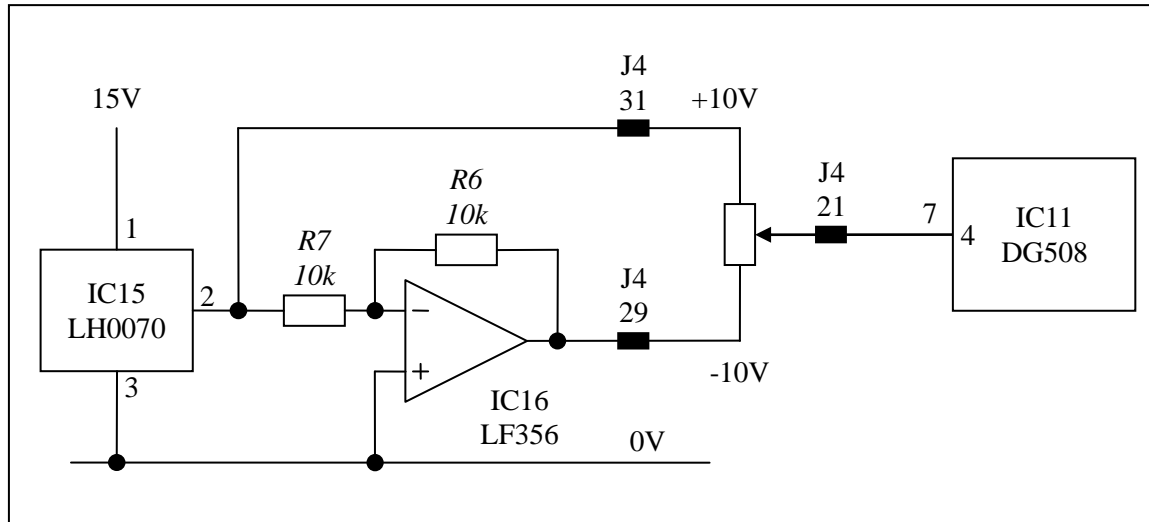 J4
31
+10V
15V
R6
10k
J4
21
7
4
IC11
DG508
1
R7
10k
IC15
LH0070
2
J4
29
3
−
+
-10V
IC16
LF356
0V